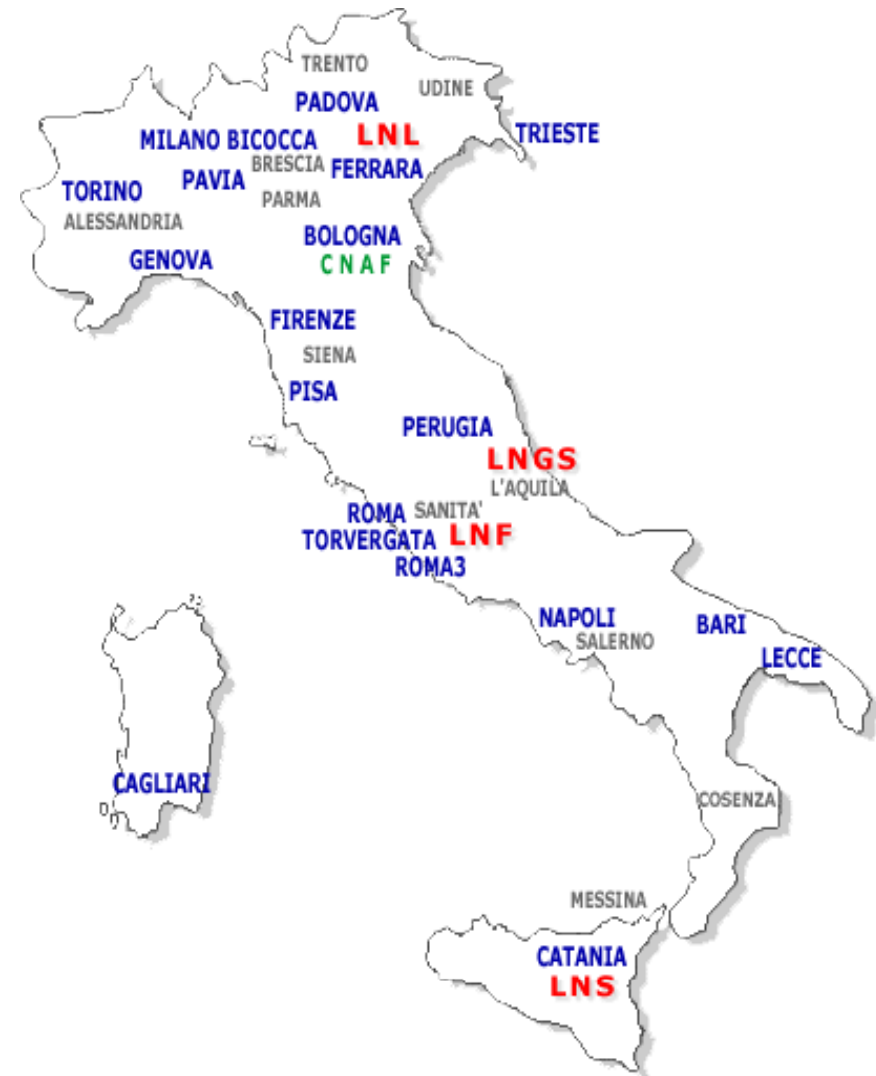 TRENTO
UDINE
PADOVA
MILANO BICOCCA
LNL
TRIESTE
BRESCIA
FERRARA
PAVIA
TORINO
PARMA
ALESSANDRIA
BOLOGNA
GENOVA
CNAF
FIRENZE
SIENA
PISA
PERUGIA
LNGS
L'AQUILA
ROMA
SANITA'
TORVERGATA
LNF
ROMA3
NAPOLI
BARI
SALERNO
LECCE
CAGLIARI
COSENZA
MESSINA
CATANIA
LNS